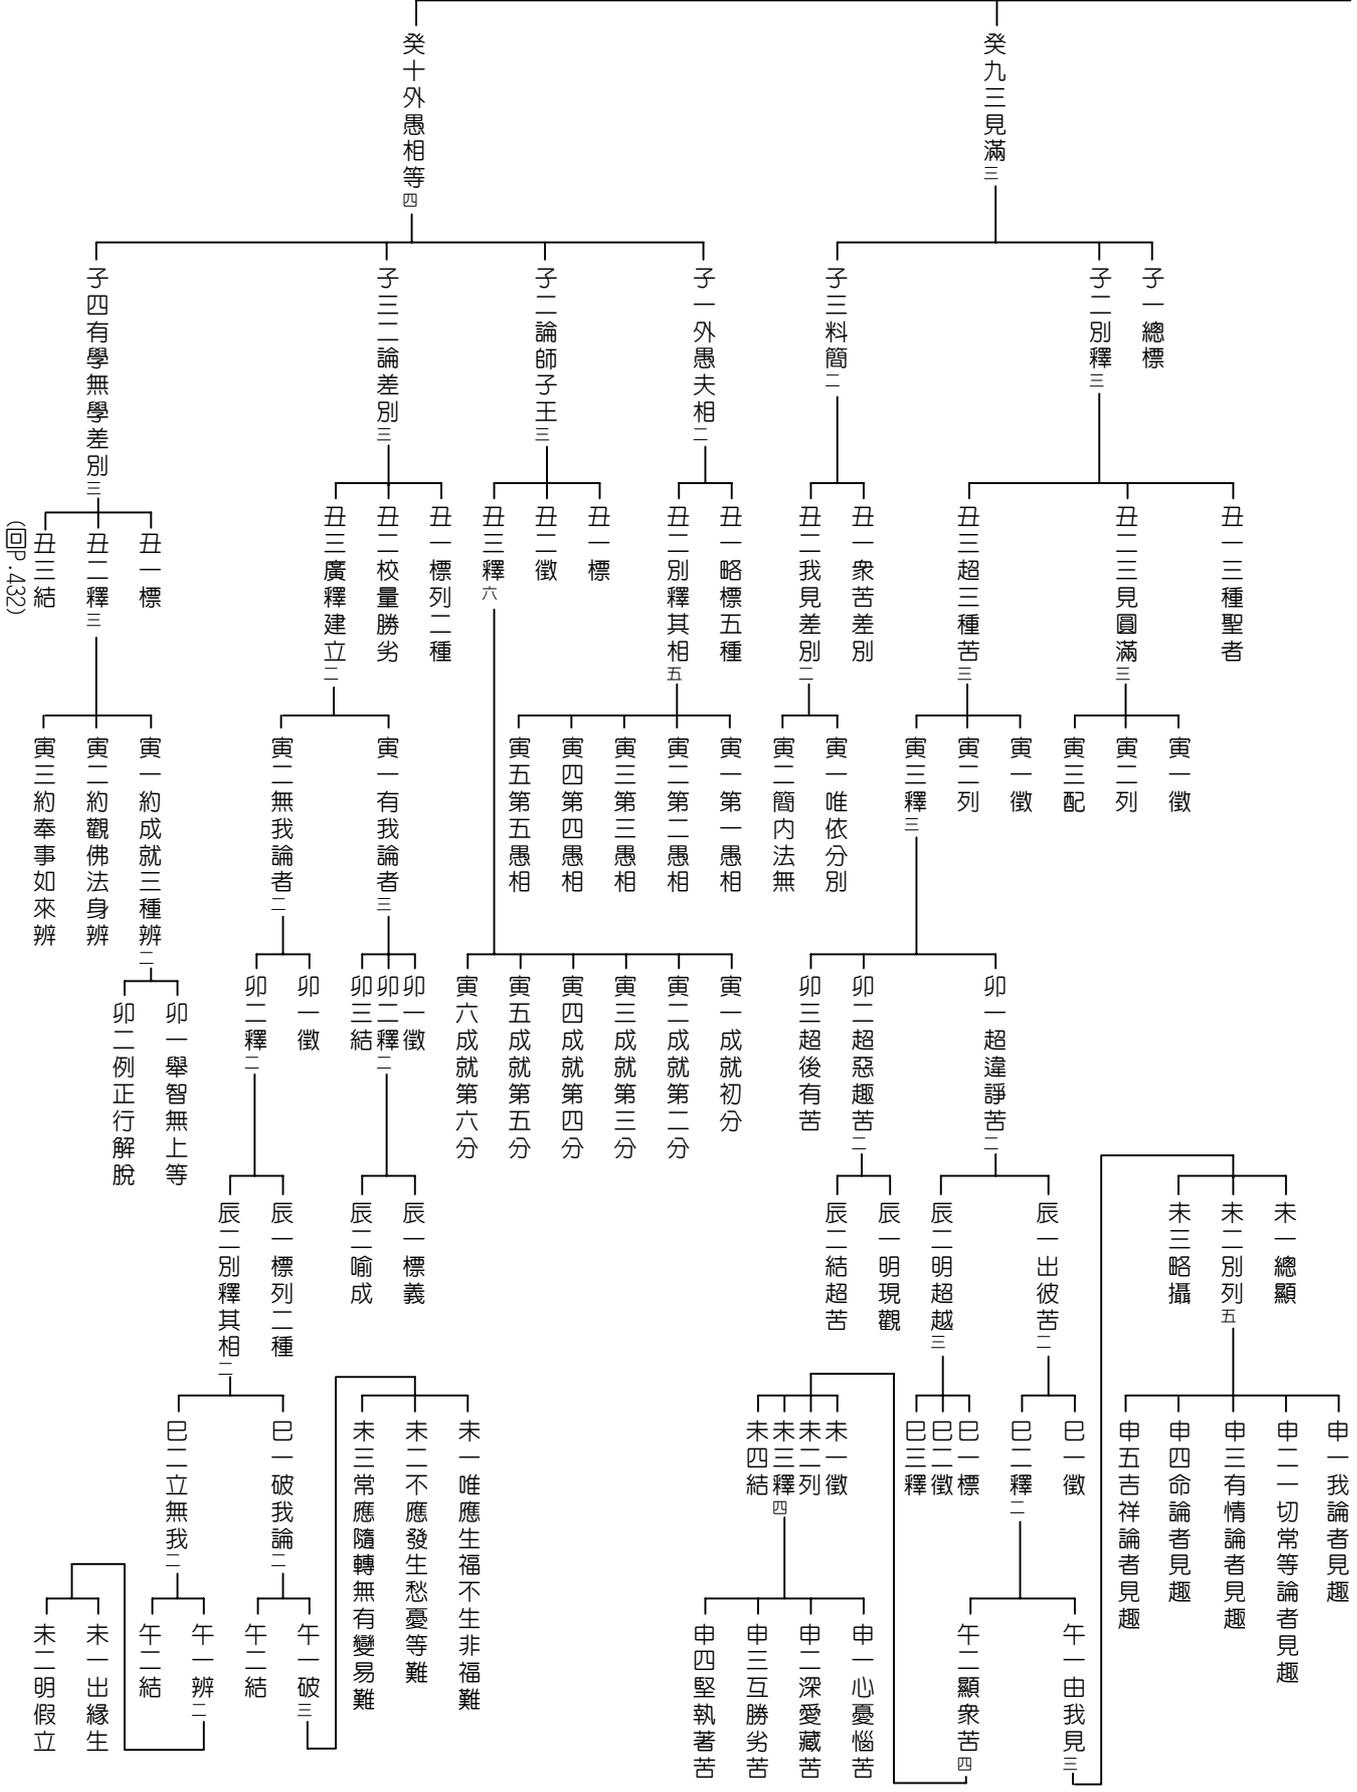 癸九三見滿三
子一總標
子二別釋三
丑一三種聖者
丑二三見圓滿三
寅一徵
寅二列
寅三配
丑三超三種苦三
寅一徵
寅二列
寅三釋三
卯一超違諍苦二
辰一出彼苦二
巳一徵
巳二釋二
午一由我見三
未一總顯
未二別列五
申一我論者見趣
申二一切常等論者見趣
申三有情論者見趣
申四命論者見趣
申五吉祥論者見趣
未三略攝
午二顯衆苦四
未一徵
未二列
未三釋四
申一心憂惱苦
申二深愛藏苦
申三互勝劣苦
申四堅執著苦
未四結
辰二明超越三
巳一標
巳二徵
巳三釋
卯二超惡趣苦二
辰一明現觀
辰二結超苦
卯三超後有苦
子三料簡二
丑一衆苦差別
丑二我見差別二
寅一唯依分別
寅二簡内法無
癸十外愚相等四
子一外愚夫相二
丑一略標五種
丑二別釋其相五
寅一第一愚相
寅二第二愚相
寅三第三愚相
寅四第四愚相
寅五第五愚相
子二論師子王三
丑一標
丑二徵
丑三釋六
寅一成就初分
寅二成就第二分
寅三成就第三分
寅四成就第四分
寅五成就第五分
寅六成就第六分
子三二論差別三
丑一標列二種
丑二校量勝劣
丑三廣釋建立二
寅一有我論者三
卯一徵
卯二釋二
辰一標義
辰二喻成
卯三結
寅二無我論者二
卯一徵
卯二釋二
辰一標列二種
辰二別釋其相二
巳一破我論二
午一破三
未一唯應生福不生非福難
未二不應發生愁憂等難
未三常應隨轉無有變易難
午二結
巳二立無我二
午一辨二
未一出緣生
未二明假立
午二結
子四有學無學差別三
丑一標
丑二釋三
寅一約成就三種辨二
卯一舉智無上等
卯二例正行解脫
寅二約觀佛法身辨
寅三約奉事如來辨
丑三結
(回P.432)